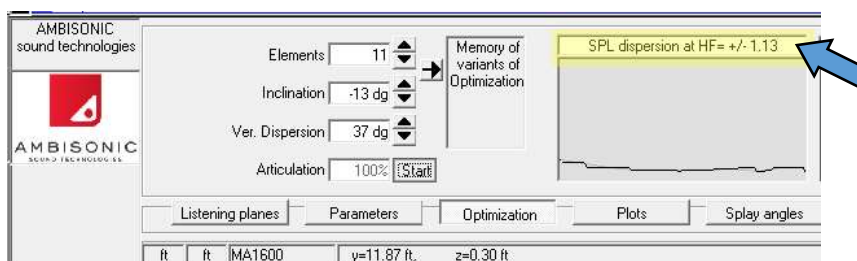 AMBISONIC
sound technologies
AMBISONIC
SOUND TECHNOLOGIES
Elements 11
Inclination -13 dg
Ver. Dispersion 37 dg
Articulation 100% Start
Memory of
variants of
Optimization
SPL dispersion at HF= +/- 1.13
Listening planes Parameters Optimization Plots Splay angles
ft ft MA1600 y=11.87 ft, z=0.30 ft